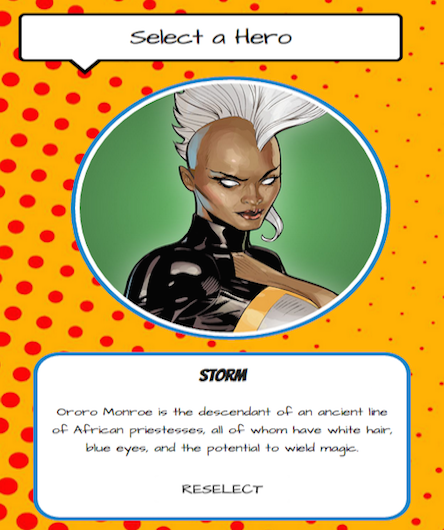 Select a Hero
STORM
Ororo Monroe is the descendant of an ancient line
of African priestesses, all of whom have white hair,
blue eyes, and the potential to wield magic.
RESELECT